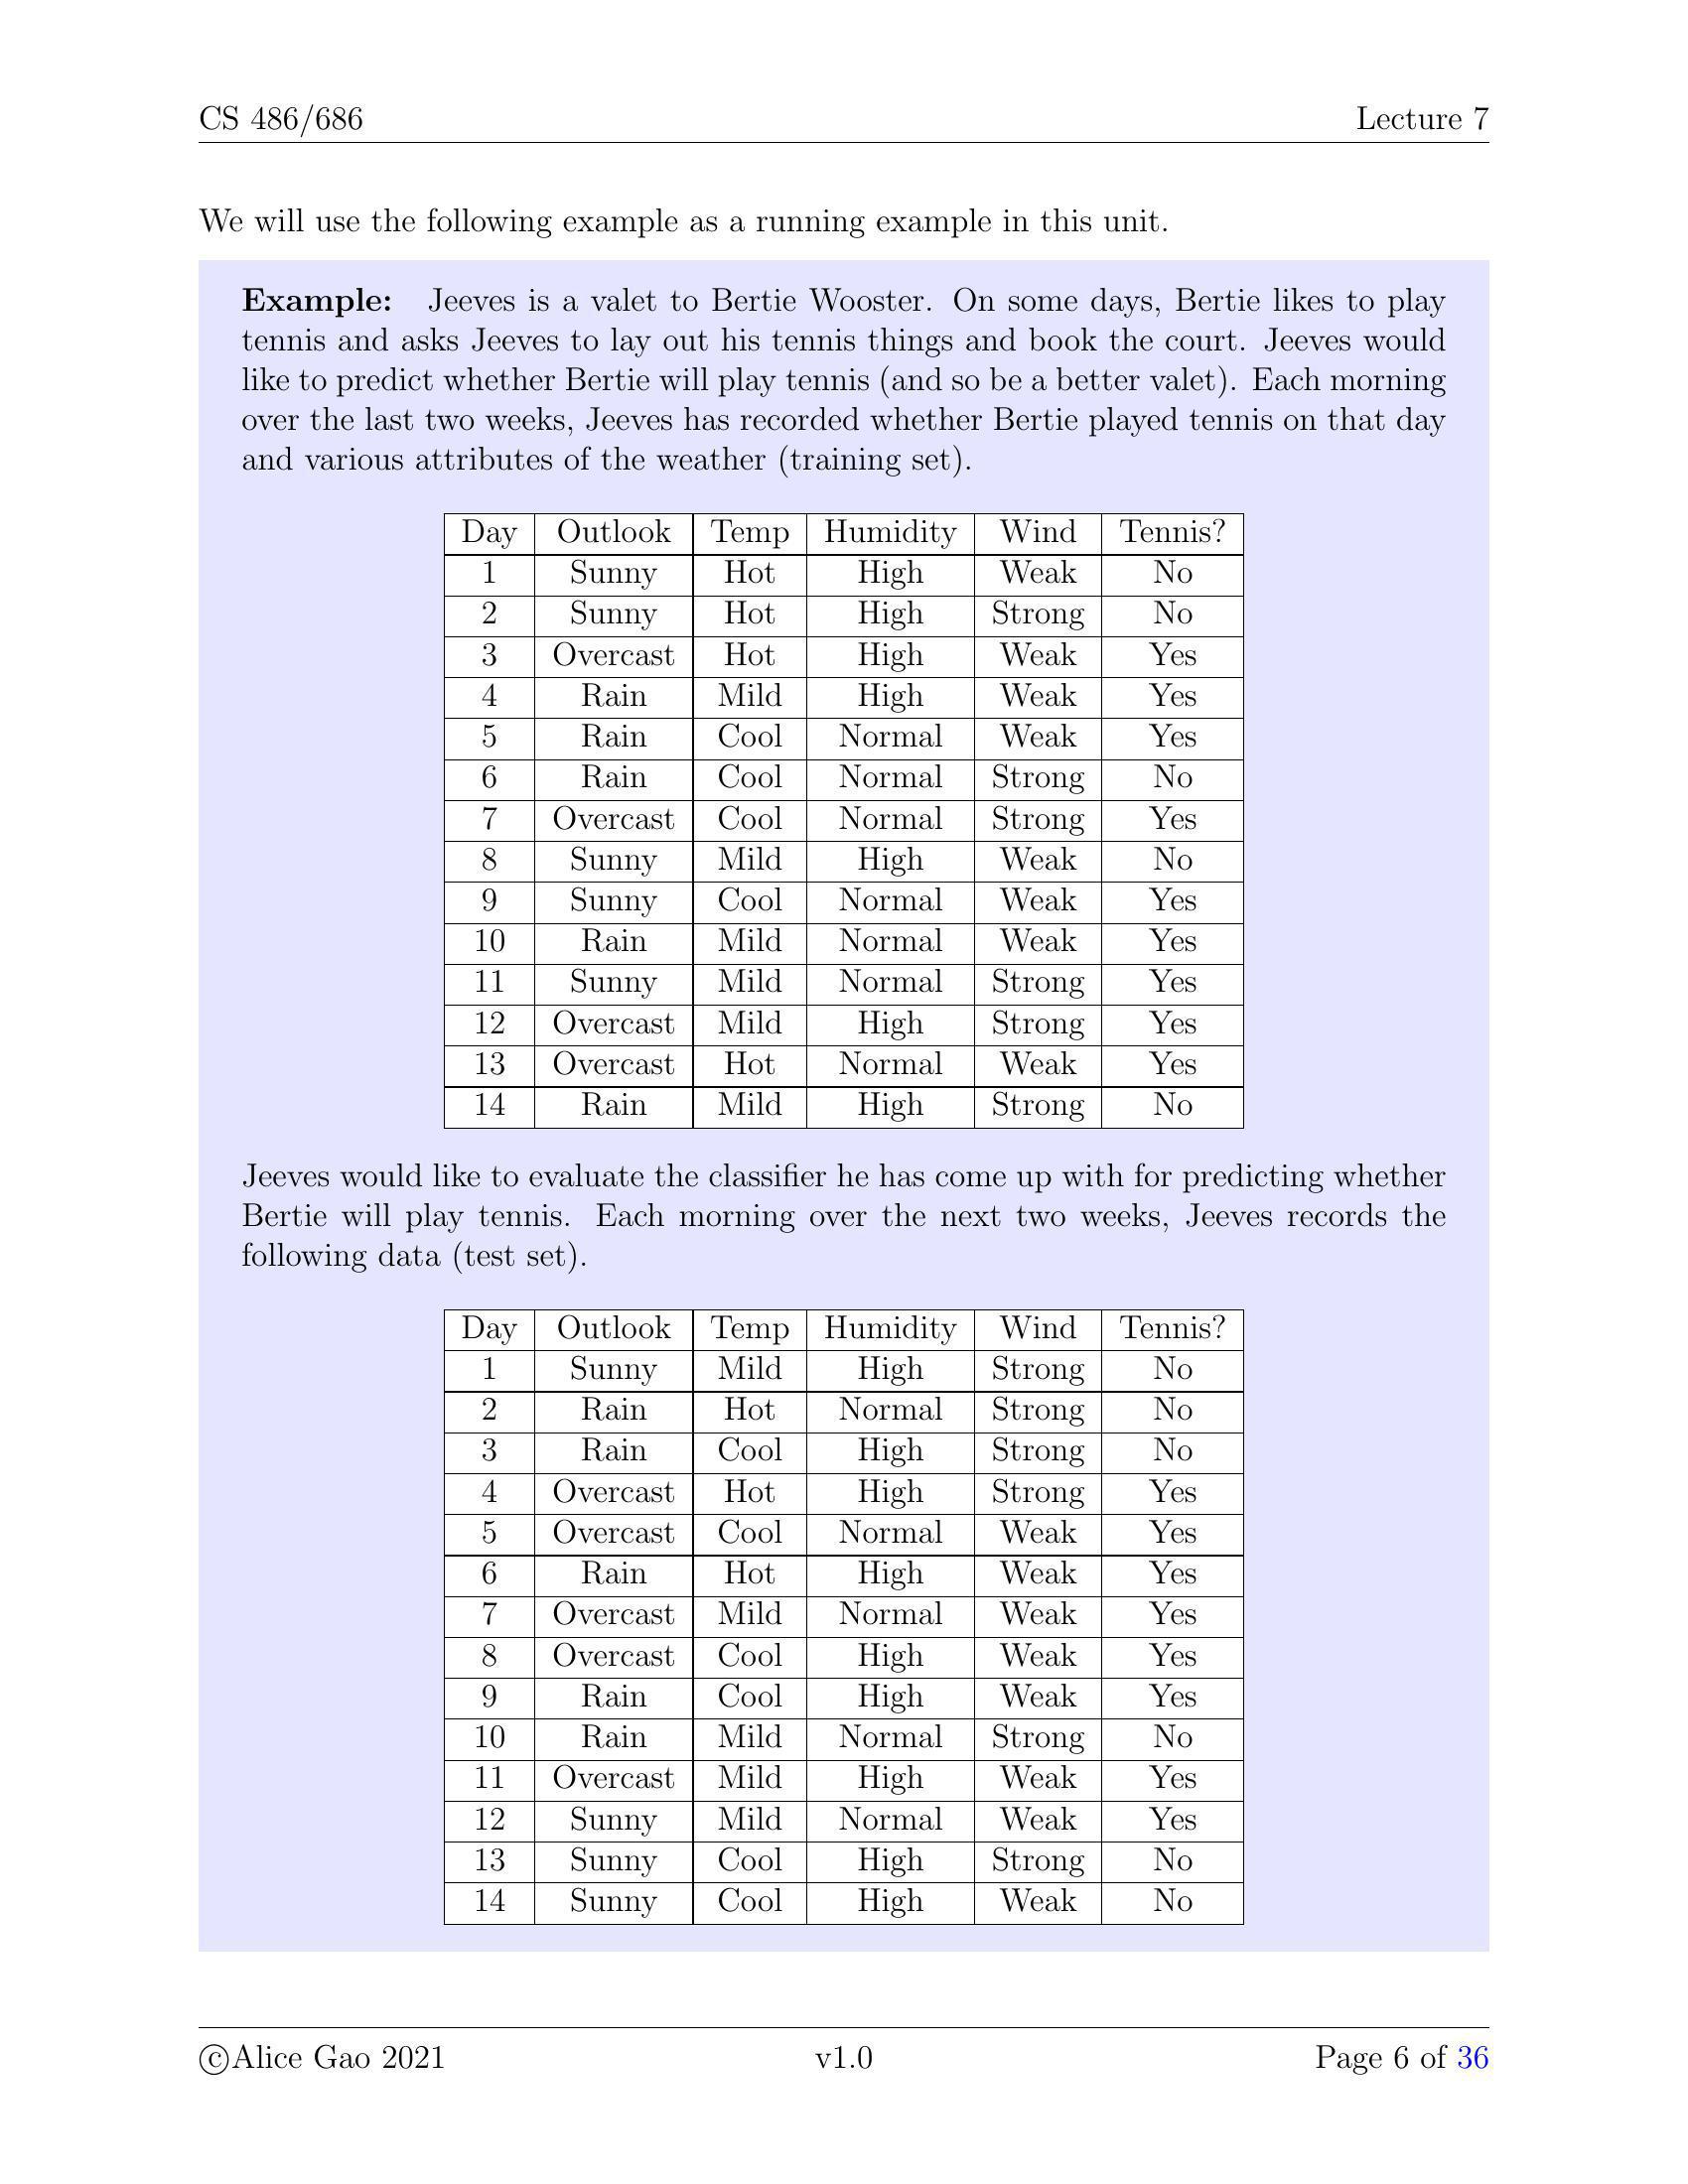 CS 486/686 Lecture 7
We will use the following example as a running example in this unit.
Example: Jeeves is a valet to Bertie Wooster. On some days, Bertie likes to play
tennis and asks Jeeves to lay out his tennis things and book the court. Jeeves would
like to predict whether Bertie will play tennis (and so be a better valet). Each morning
over the last two weeks, Jeeves has recorded whether Bertie played tennis on that day
and various attributes of the weather (training set).
Day Outlook Temp Humidity Wind Tennis?
1 Sunny Hot High Weak No
2 Sunny Hot High Strong No
3 Overcast Hot High Weak Yes
4 Rain Mild High Weak Yes
5 Rain Cool Normal Weak Yes
6 Rain Cool Normal Strong No
7 Overcast Cool Normal Strong Yes
8 Sunny Mild High Weak No
9 Sunny Cool Normal Weak Yes
10 Rain Mild Normal Weak Yes
11 Sunny Mild Normal Strong Yes
12 Overcast Mild High Strong Yes
13 Overcast Hot Normal Weak Yes
14 Rain Mild High Strong No
Jeeves would like to evaluate the classifier he has come up with for predicting whether
Bertie will play tennis. Each morning over the next two weeks, Jeeves records the
following data (test set).
Day Outlook Temp Humidity Wind Tennis?
1 Sunny Mild High Strong No
2 Rain Hot Normal Strong No
3 Rain Cool High Strong No
4 Overcast Hot High Strong Yes
5 Overcast Cool Normal Weak Yes
6 Rain Hot High Weak Yes
7 Overcast Mild Normal Weak Yes
8 Overcast Cool High Weak Yes
9 Rain Cool High Weak Yes
10 Rain Mild Normal Strong No
11 Overcast Mild High Weak Yes
12 Sunny Mild Normal Weak Yes
13 Sunny Cool High Strong No
14 Sunny Cool High Weak No
©Alice Gao 2021 v1.0 Page 6 of 36